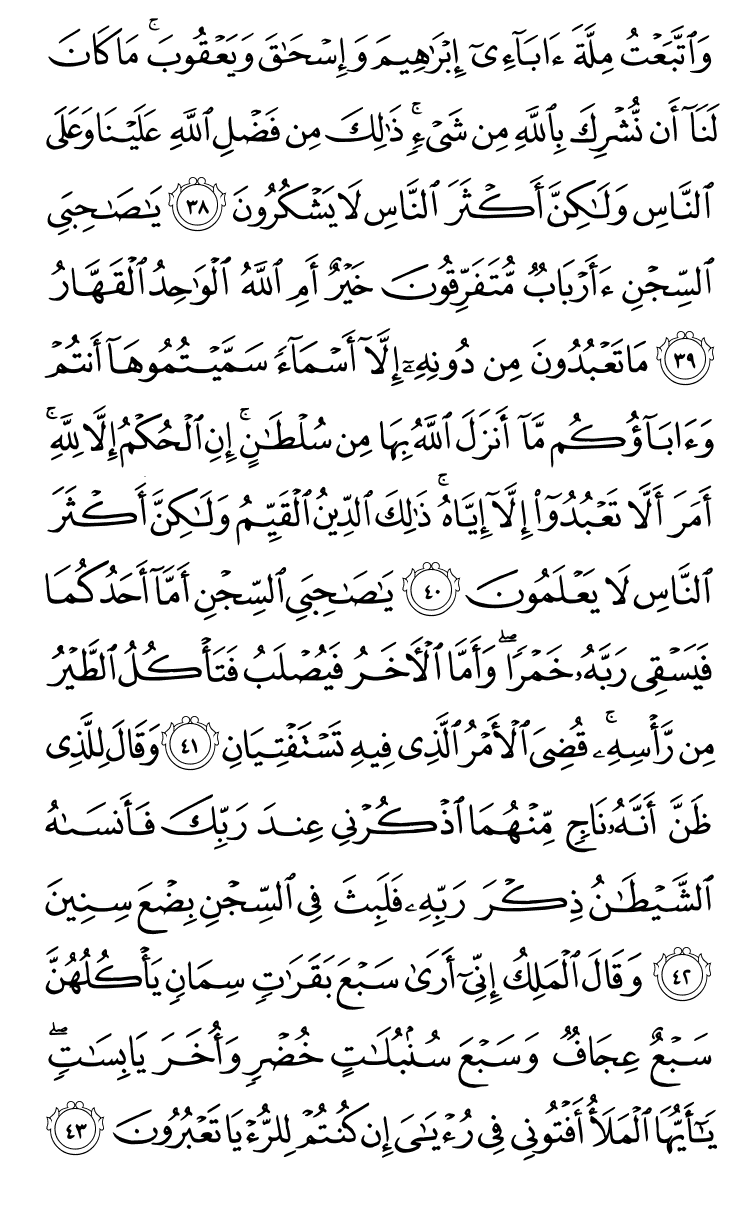 وَٱتَّبَعۡتُ مِلَّةَ ءَابَآءِيٓ إِبۡرَٰهِيمَ وَإِسۡحَٰقَ وَيَعۡقُوبَۚ مَا كَانَ
لَنَآ أَن نُّشۡرِكَ بِٱللَّهِ مِن شَيۡءٖۚ ذَٰلِكَ مِن فَضۡلِ ٱللَّهِ عَلَيۡنَا وَعَلَى
ٱلنَّاسِ وَلَٰكِنَّ أَكۡثَرَ ٱلنَّاسِ لَا يَشۡكُرُونَ ٣٨ يَٰصَٰحِبَيِ
ٱلسِّجۡنِ ءَأَرۡبَابٞ مُّتَفَرِّقُونَ خَيۡرٌ أَمِ ٱللَّهُ ٱلۡوَٰحِدُ ٱلۡقَهَّارُ
٣٩ مَا تَعۡبُدُونَ مِن دُونِهِۦٓ إِلَّآ أَسۡمَآءٗ سَمَّيۡتُمُوهَآ أَنتُمۡ
وَءَابَآؤُكُم مَّآ أَنزَلَ ٱللَّهُ بِهَا مِن سُلۡطَٰنٍۚ إِنِ ٱلۡحُكۡمُ إِلَّا لِلَّهِۚ
أَمَرَ أَلَّا تَعۡبُدُوٓاْ إِلَّآ إِيَّاهُۚ ذَٰلِكَ ٱلدِّينُ ٱلۡقَيِّمُ وَلَٰكِنَّ أَكۡثَرَ
ٱلنَّاسِ لَا يَعۡلَمُونَ ٤٠ يَٰصَٰحِبَيِ ٱلسِّجۡنِ أَمَّآ أَحَدُكُمَا
فَيَسۡقِي رَبَّهُۥ خَمۡرٗاۖ وَأَمَّا ٱلۡأٓخَرُ فَيُصۡلَبُ فَتَأۡكُلُ ٱلطَّيۡرُ
مِن رَّأۡسِهِۦۚ قُضِيَ ٱلۡأَمۡرُ ٱلَّذِي فِيهِ تَسۡتَفۡتِيَانِ ٤١ وَقَالَ لِلَّذِي
ظَنَّ أَنَّهُۥ نَاجٖ مِّنۡهُمَا ٱذۡكُرۡنِي عِندَ رَبِّكَ فَأَنسَىٰهُ
ٱلشَّيۡطَٰنُ ذِكۡرَ رَبِّهِۦ فَلَبِثَ فِي ٱلسِّجۡنِ بِضۡعَ سِنِينَ
٤٢ وَقَالَ ٱلۡمَلِكُ إِنِّيٓ أَرَىٰ سَبۡعَ بَقَرَٰتٖ سِمَانٖ يَأۡكُلُهُنَّ
سَبۡعٌ عِجَافٞ وَسَبۡعَ سُنۢبُلَٰتٍ خُضۡرٖ وَأُخَرَ يَابِسَٰتٖۖ
يَٰٓأَيُّهَا ٱلۡمَلَأُ أَفۡتُونِي فِي رُءۡيَٰيَ إِن كُنتُمۡ لِلرُّءۡيَا تَعۡبُرُونَ ٤٣